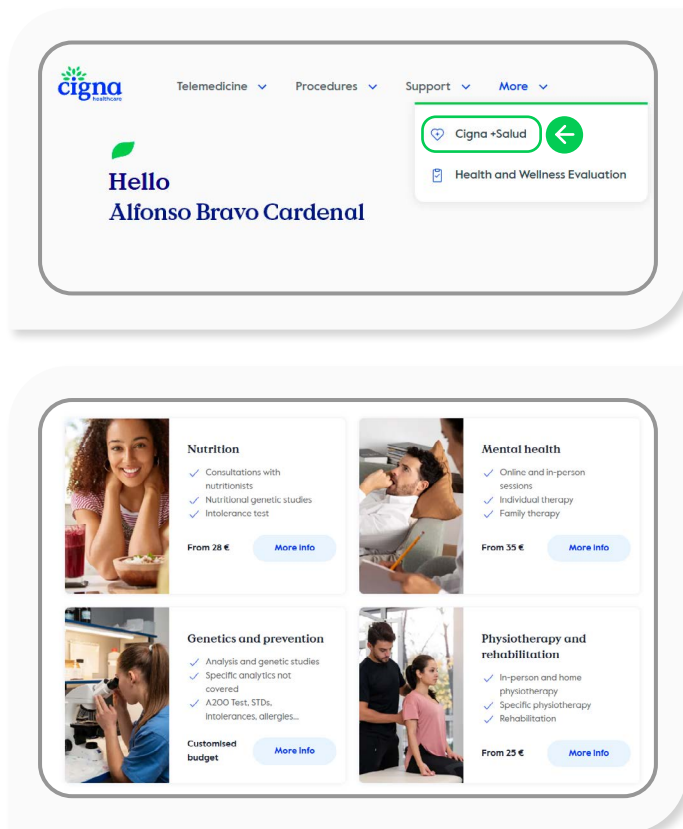 cigna
healthcare
Telemedicine
Procedures
Support
More
Cigna +Salud
Health and Wellness Evaluation
Hello
Alfonso Bravo Cardenal
Nutrition
Consultations with
nutritionists
Nutritional genetic studies
Intolerance test
From 28 €
More info
Mental health
Online and in-person
sessions
Individual therapy
Family therapy
From 35 €
More info
Genetics and prevention
Analysis and genetic studies
Specific analytics not
covered
A200 Test, STDs,
intolerances, allergies...
Customised
budget
More info
Physiotherapy and
rehabilitation
In-person and home
physiotherapy
Specific physiotherapy
Rehabilitation
From 25 €
More info